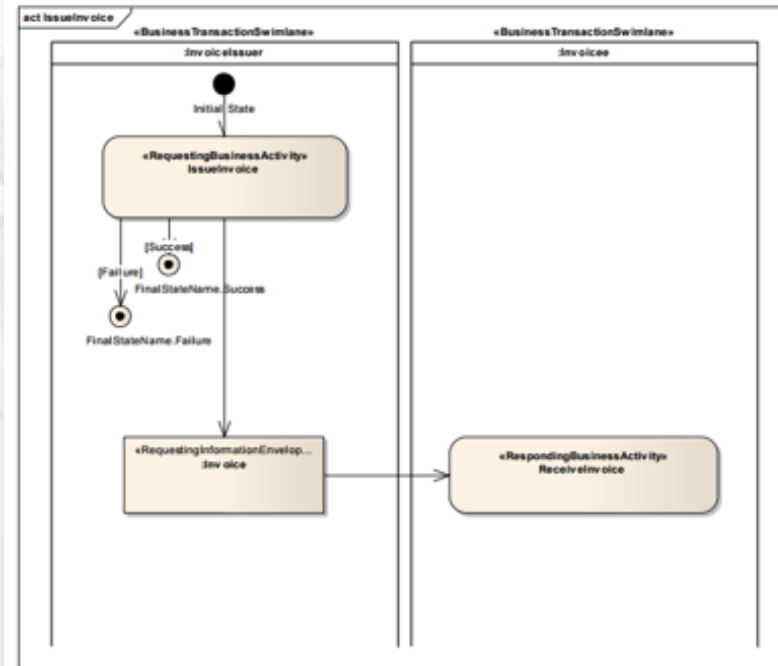 act IssueInvoice
«BusinessTransactionSwimlane»
«BusinessTransactionSwimlane»
:InvoiceIssuer
:Invoicee
Initial State
«RequestingBusinessActivity»
IssueInvoice
[Success]
[Failure]
FinalStateName.Success
FinalStateName.Failure
«RequestingInformationEnvelop...
:Invoice
«RespondingBusinessActivity»
ReceiveInvoice